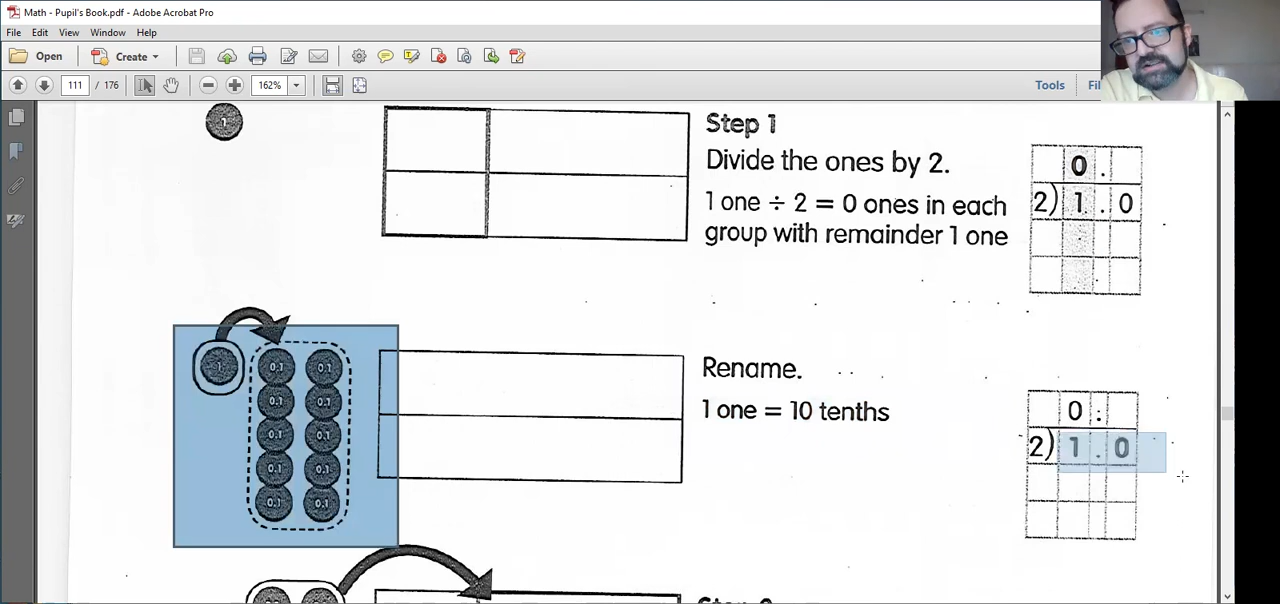 Math - Pupil's Book.pdf - Adobe Acrobat Pro
File Edit View Window Help
Open Create 
111 / 176 162% Tools Fil
1
Step 1
Divide the ones by 2.
1 one ÷ 2 = 0 ones in each
group with remainder 1 one
0 .
2) 1 . 0
1 0.1 0.1
0.1 0.1
0.1 0.1
0.1 0.1
0.1 0.1
Rename.
1 one = 10 tenths
0 .
2) 1 . 0